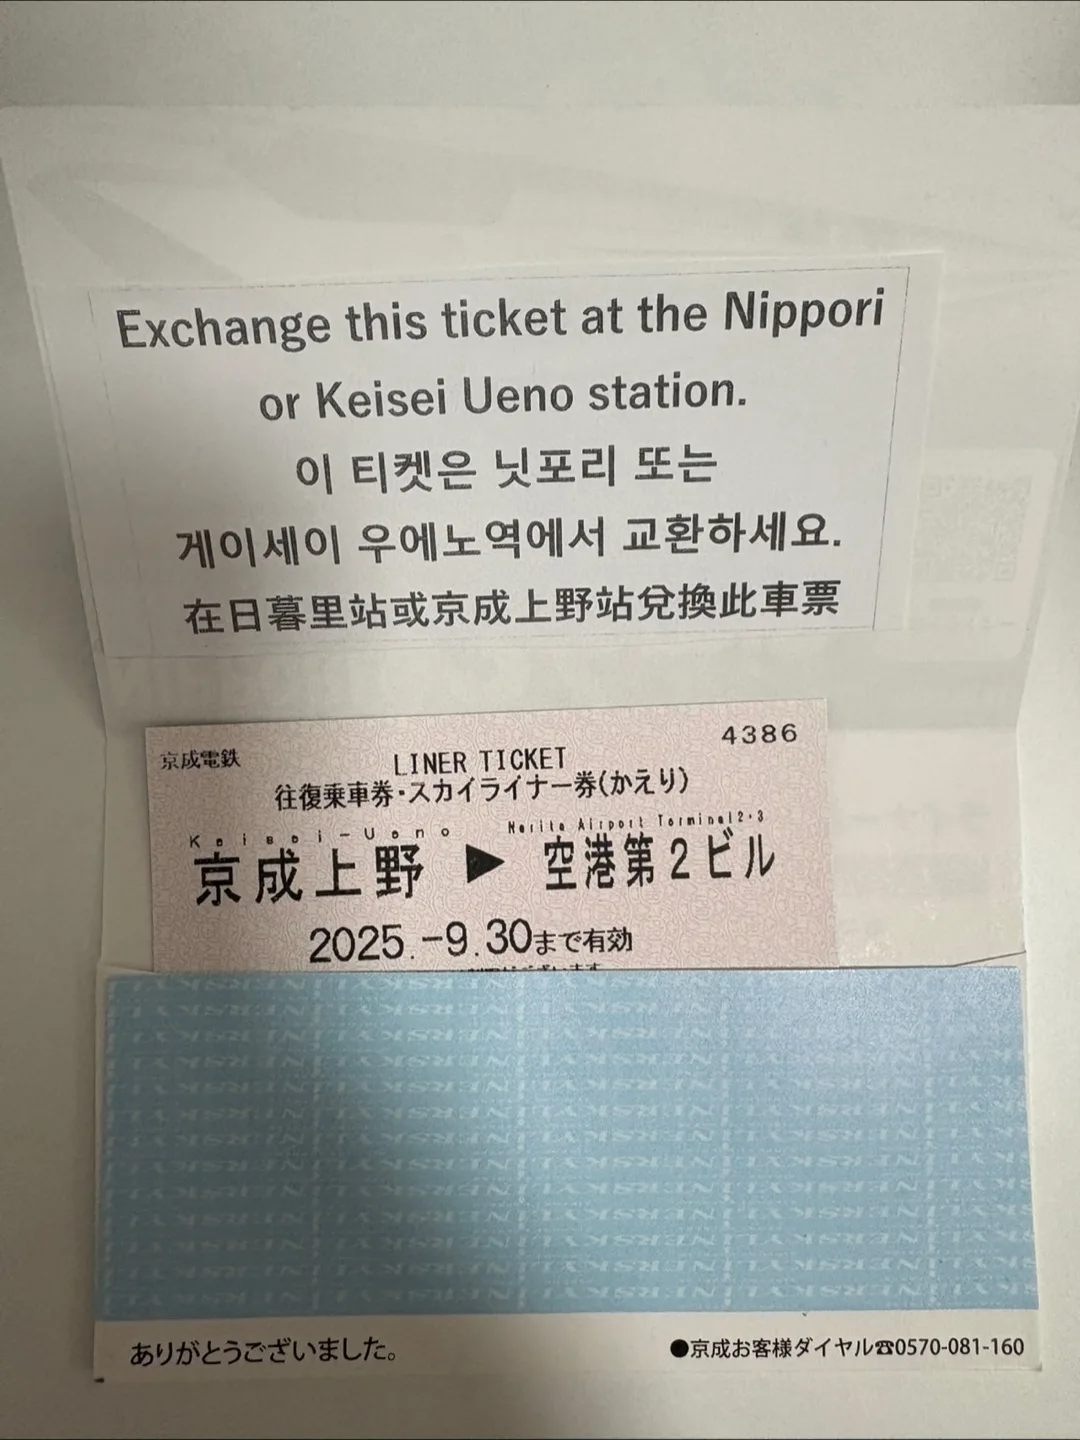 Exchange this ticket at the Nippori
or Keisei Ueno station.
이 티켓은 닛포리 또는
게이세이 우에노역에서 교환하세요.
在日暮里站或京成上野站兌換此車票
4386
京成電鉄
LINER TICKET
往復乗車券・スカイライナー券(かえり)
Keisei-Ueno Narita Airport Terminal2・3
京成上野 ▶ 空港第2ビル
2025.-9.30まで有効
ありがとうございました。
●京成お客様ダイヤル☎0570-081-160